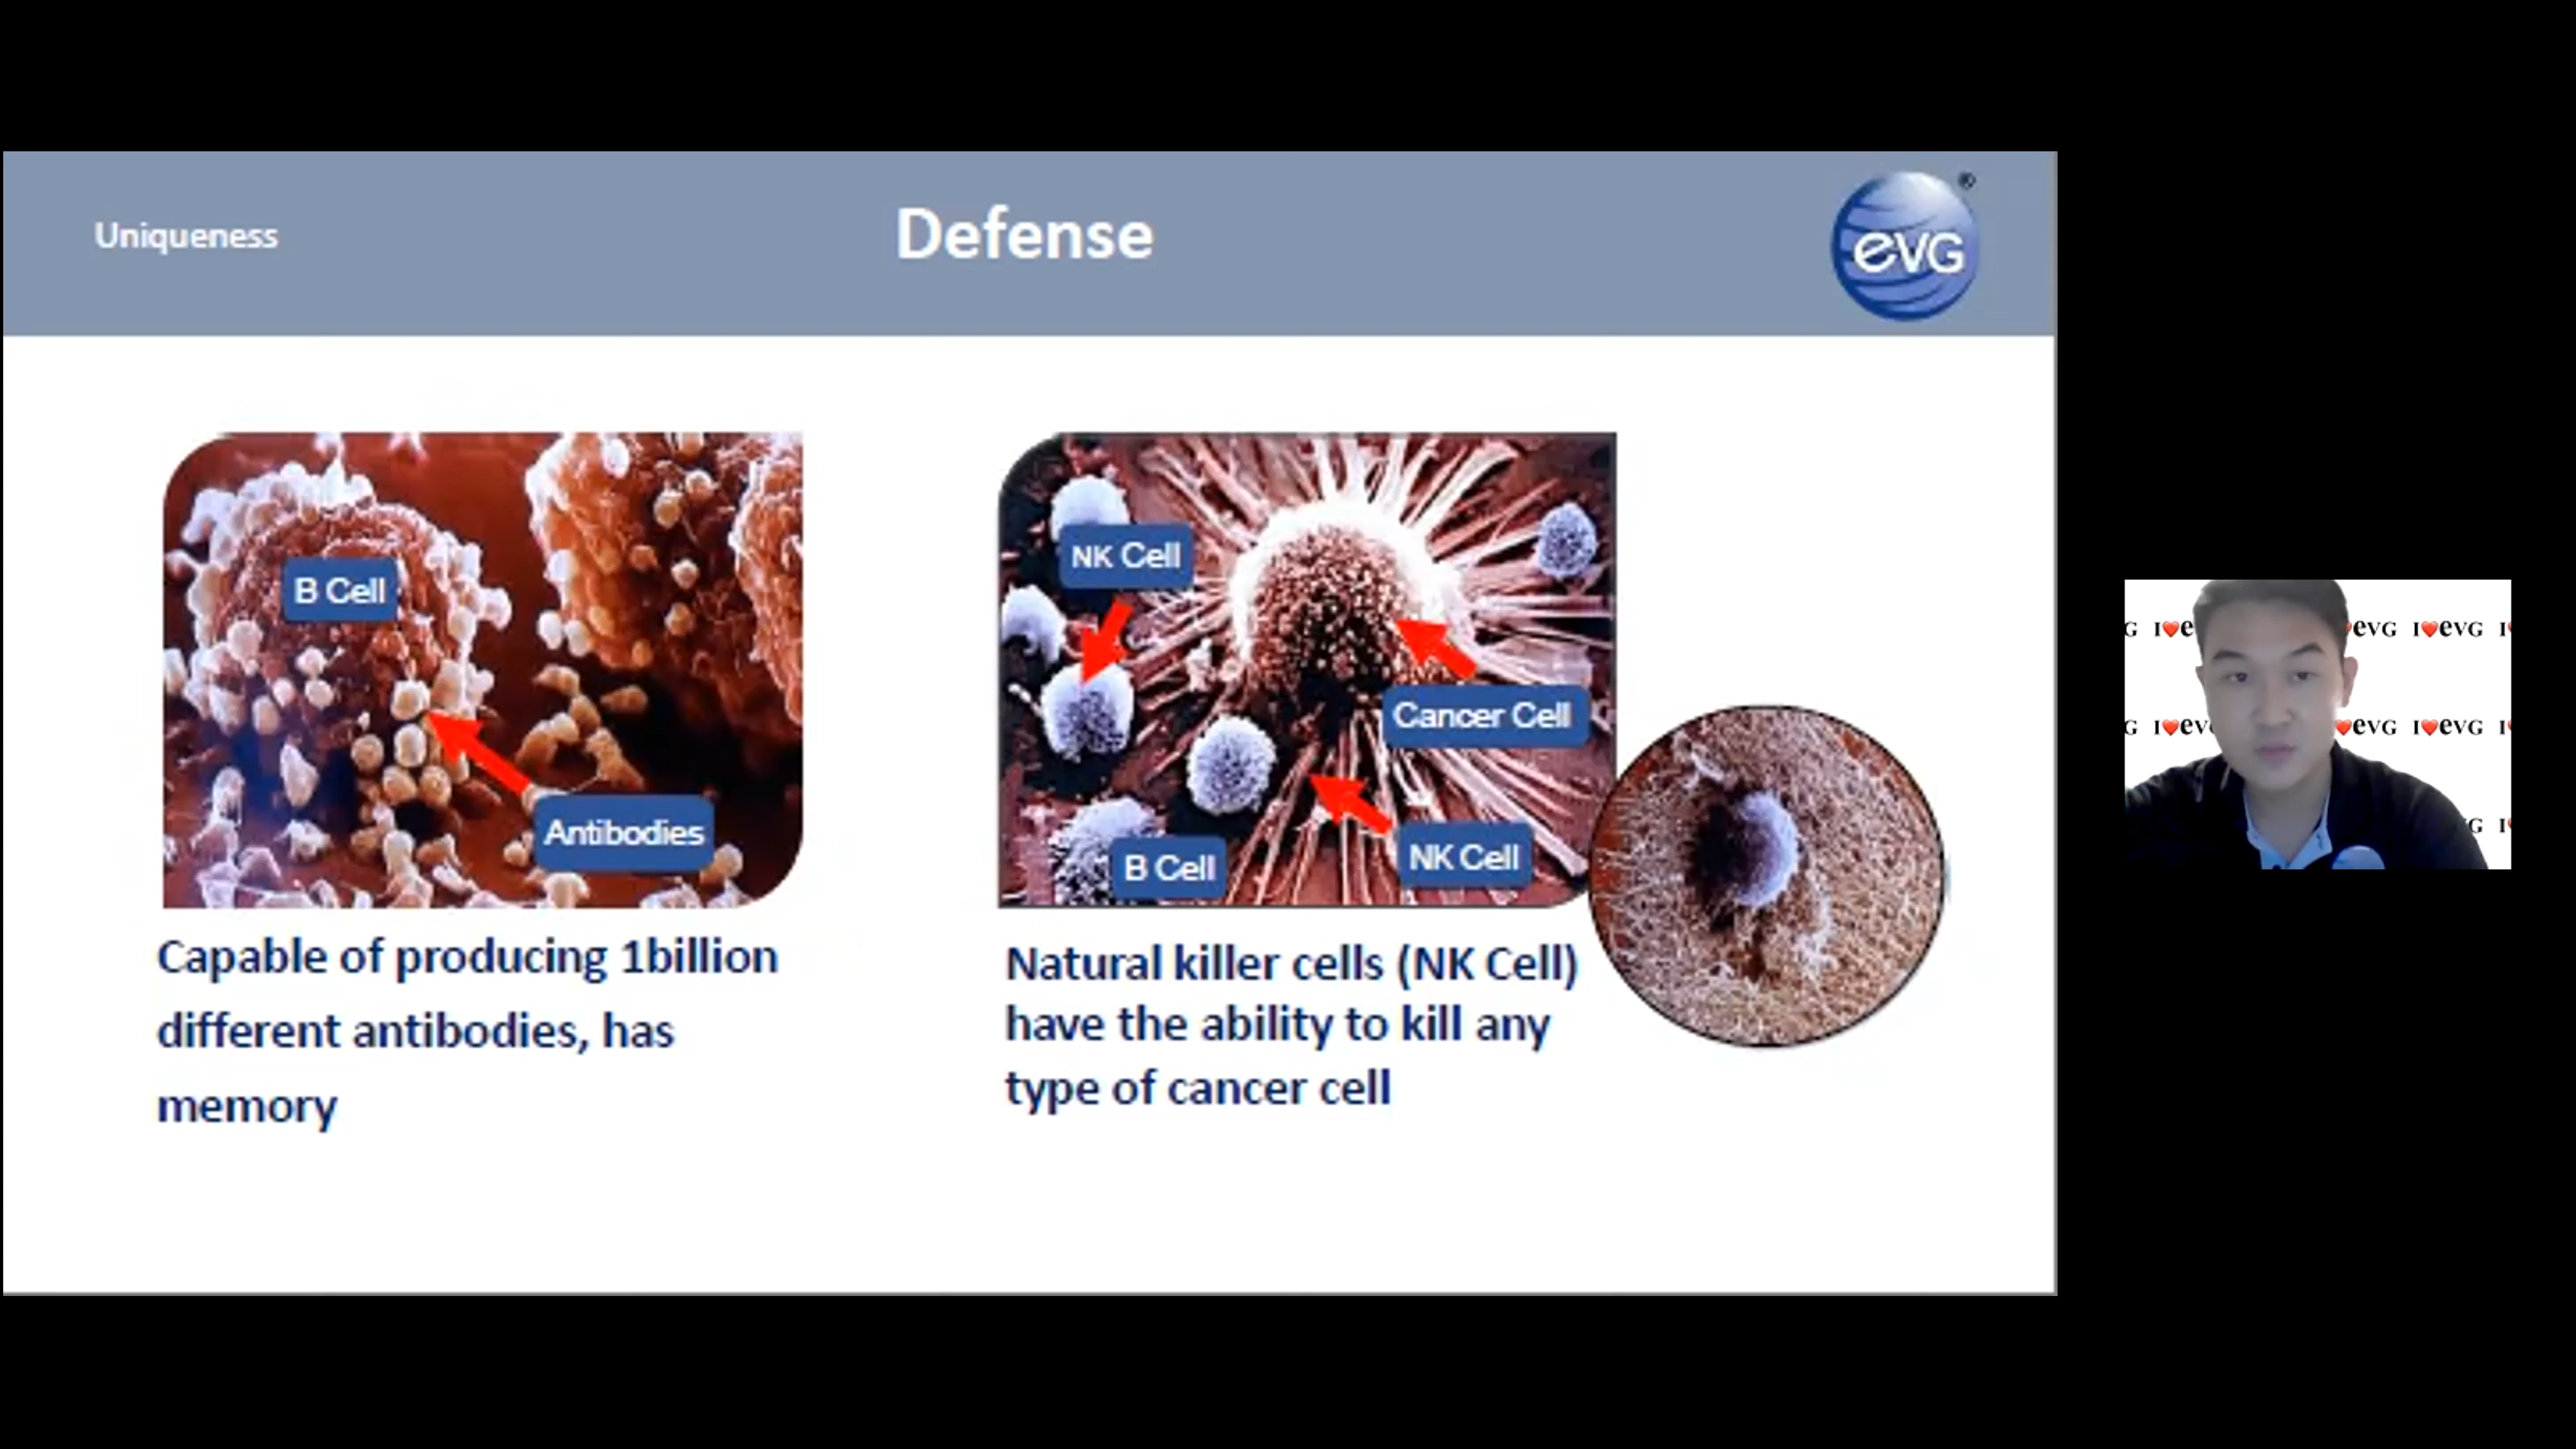 Uniqueness
Defense
evG
®
B Cell
Antibodies
NK Cell
Cancer Cell
NK Cell
B Cell
Capable of producing 1billion
different antibodies, has
memory
Natural killer cells (NK Cell)
have the ability to kill any
type of cancer cell
G I❤️e ❤️evG I❤️evG I
G I❤️ev ❤️evG I❤️evG I
G I